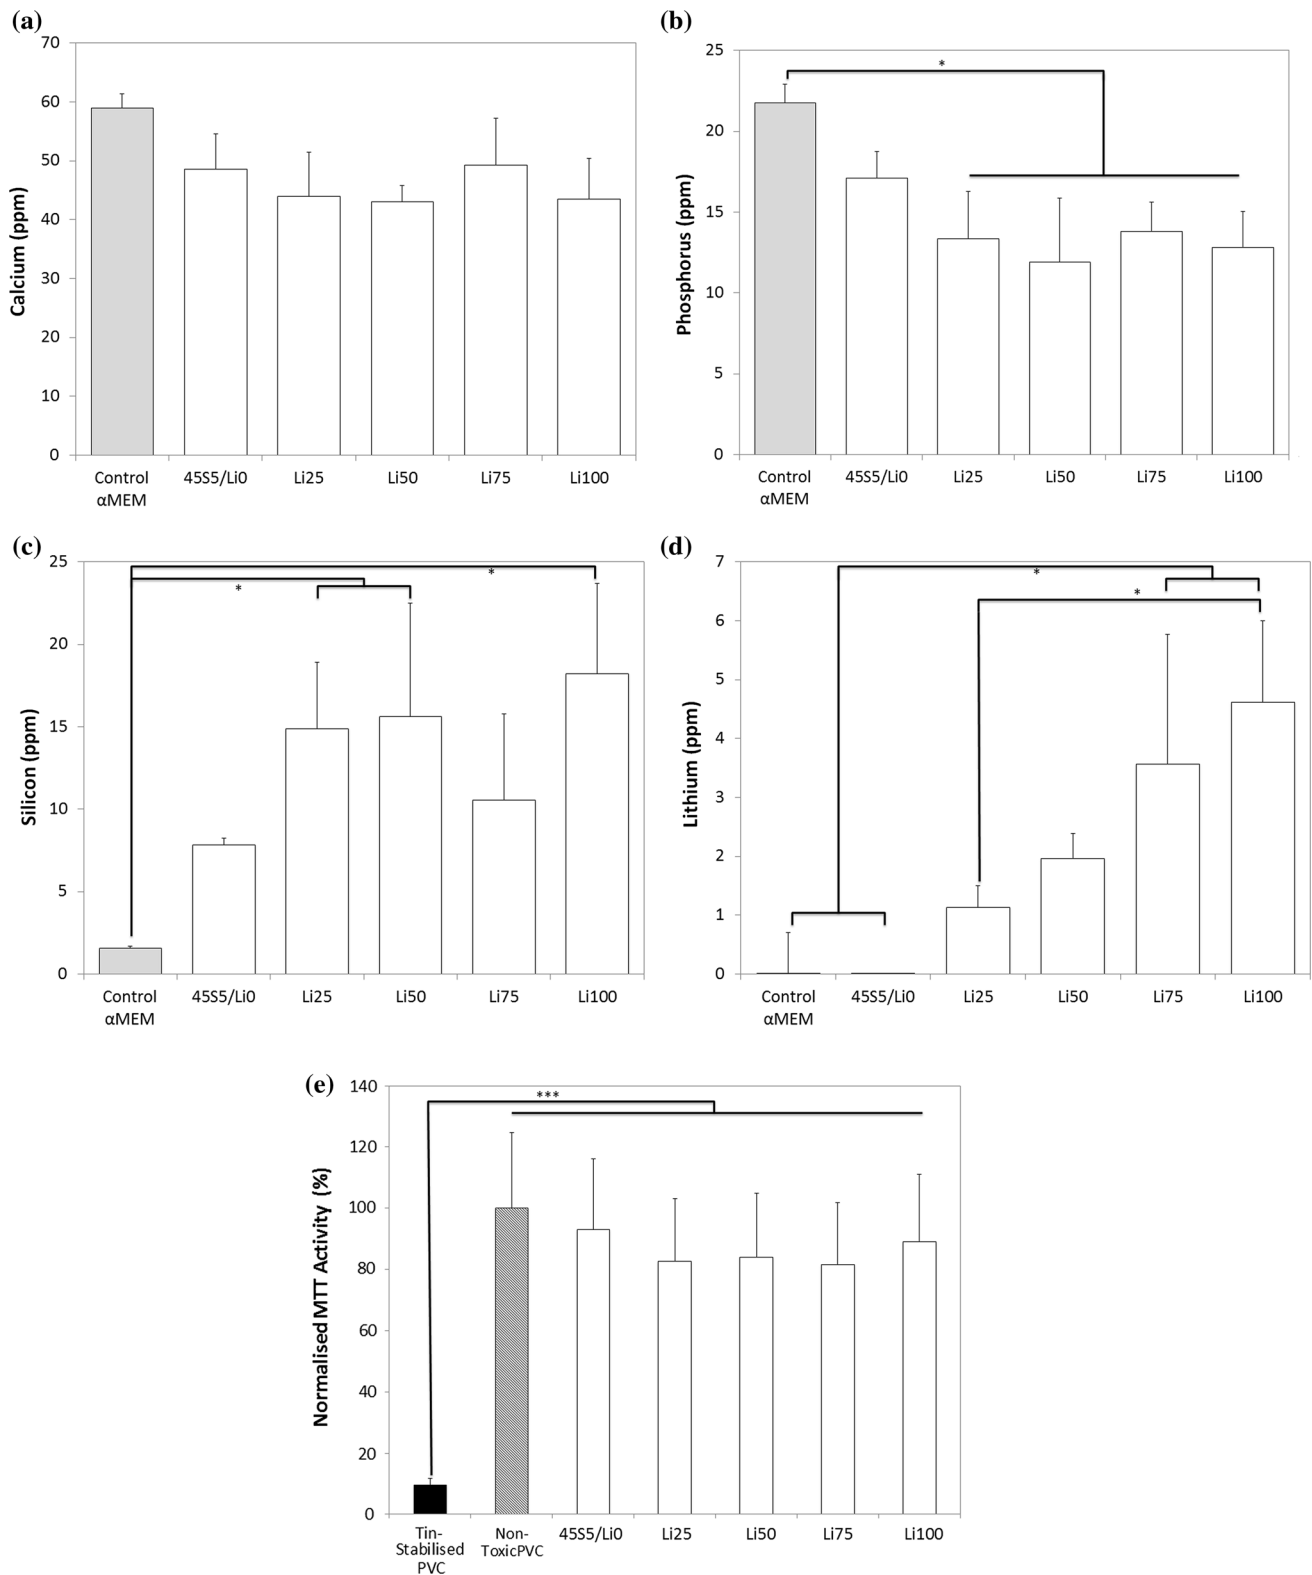 (a)
70
60
50
40
30
20
10
0
Calcium (ppm)
Control
αMEM
45S5/Li0
Li25
Li50
Li75
Li100
(b)
25
20
15
10
5
0
Phosphorus (ppm)
*
Control
αMEM
45S5/Li0
Li25
Li50
Li75
Li100
(c)
25
20
15
10
5
0
Silicon (ppm)
*
*
Control
αMEM
45S5/Li0
Li25
Li50
Li75
Li100
(d)
7
6
5
4
3
2
1
0
Lithium (ppm)
*
*
Control
αMEM
45S5/Li0
Li25
Li50
Li75
Li100
(e)
140
120
100
80
60
40
20
0
Normalised MTT Activity (%)
***
Tin-
Stabilised
PVC
Non-
ToxicPVC
45S5/Li0
Li25
Li50
Li75
Li100